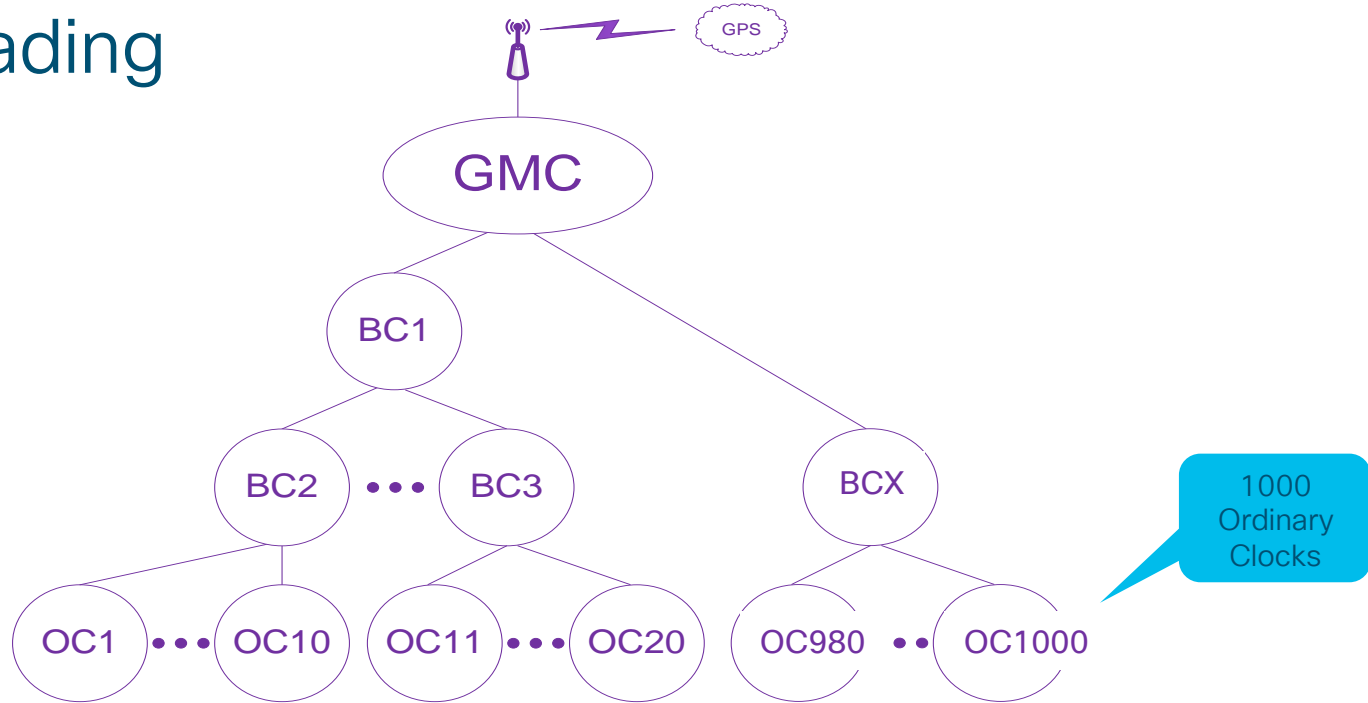 ading
GPS
GMC
BC1
BC2
BC3
BCX
1000
Ordinary
Clocks
OC1
OC10
OC11
OC20
OC980
OC1000